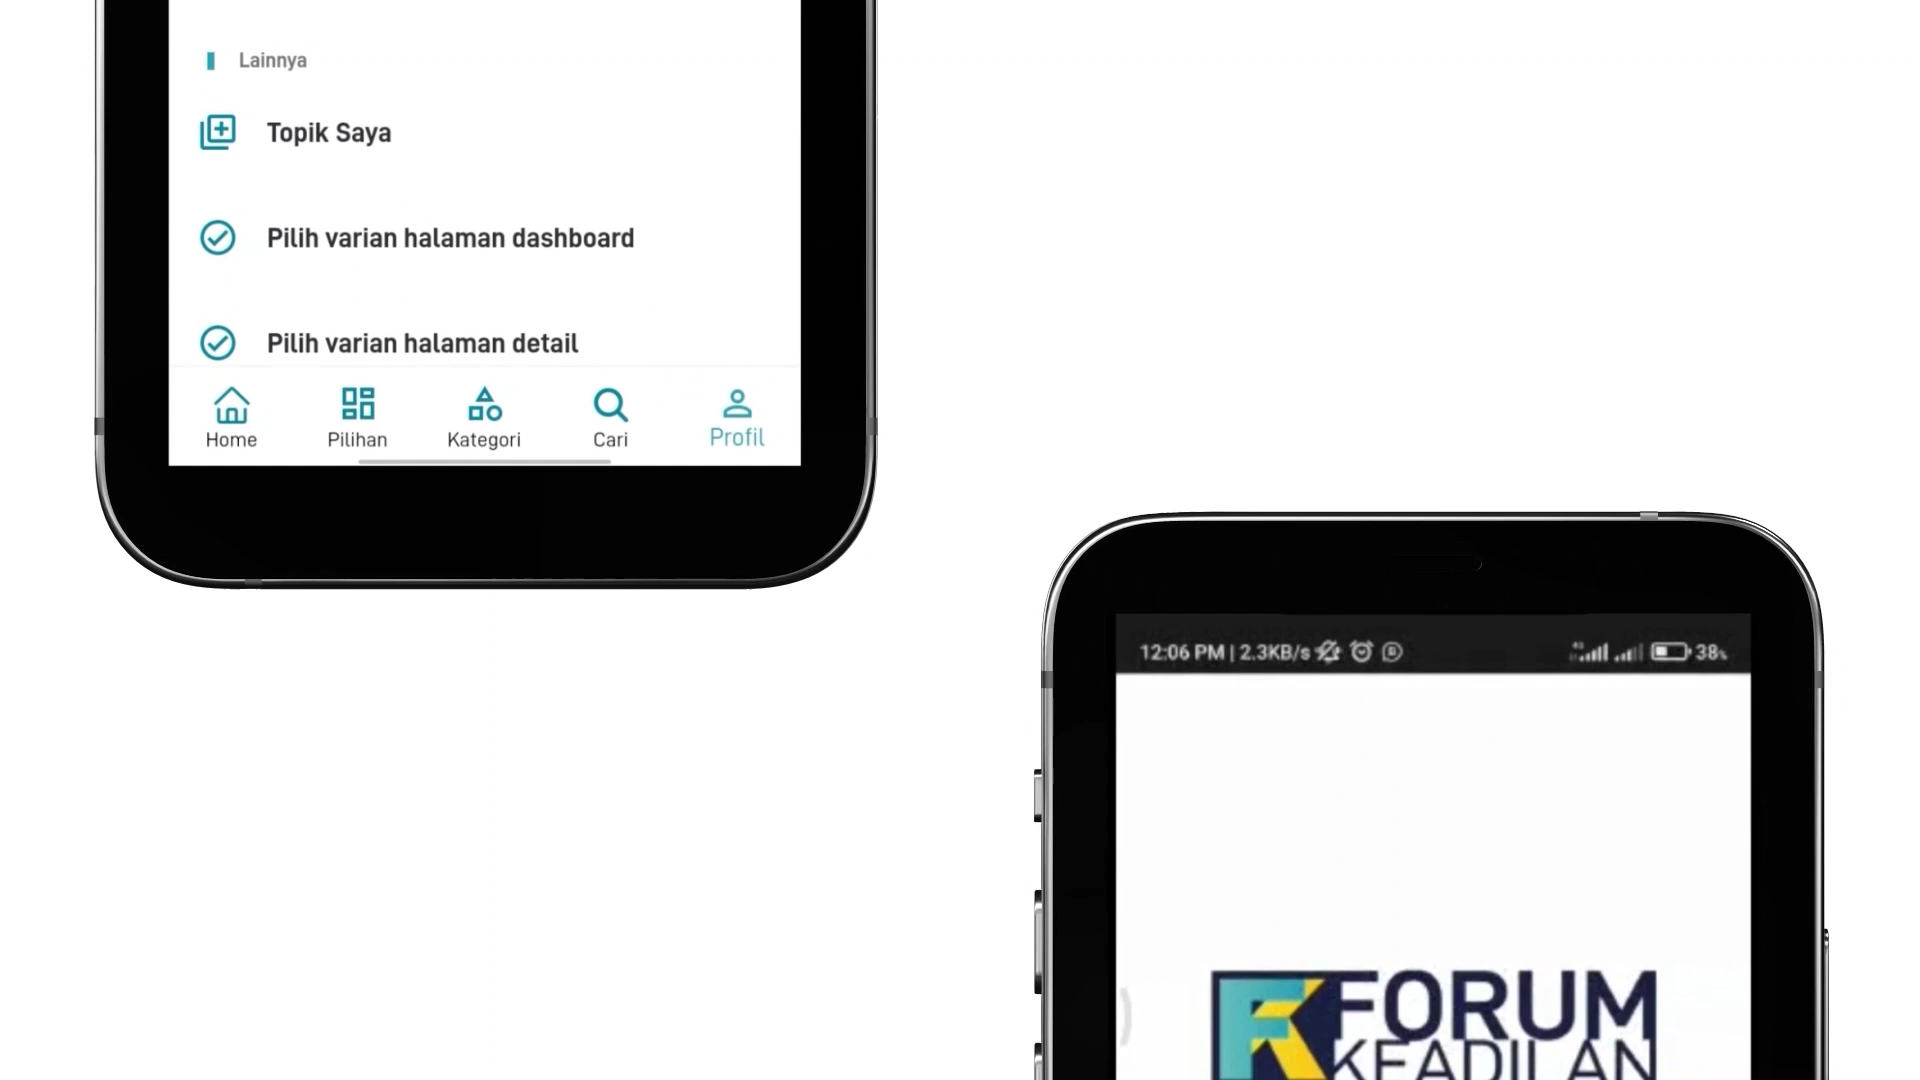 Lainnya
Topik Saya
Pilih varian halaman dashboard
Pilih varian halaman detail
Home
Pilihan
Kategori
Cari
Profil
12:06 PM | 2.3KB/s
38%
FORUM
KEADILAN